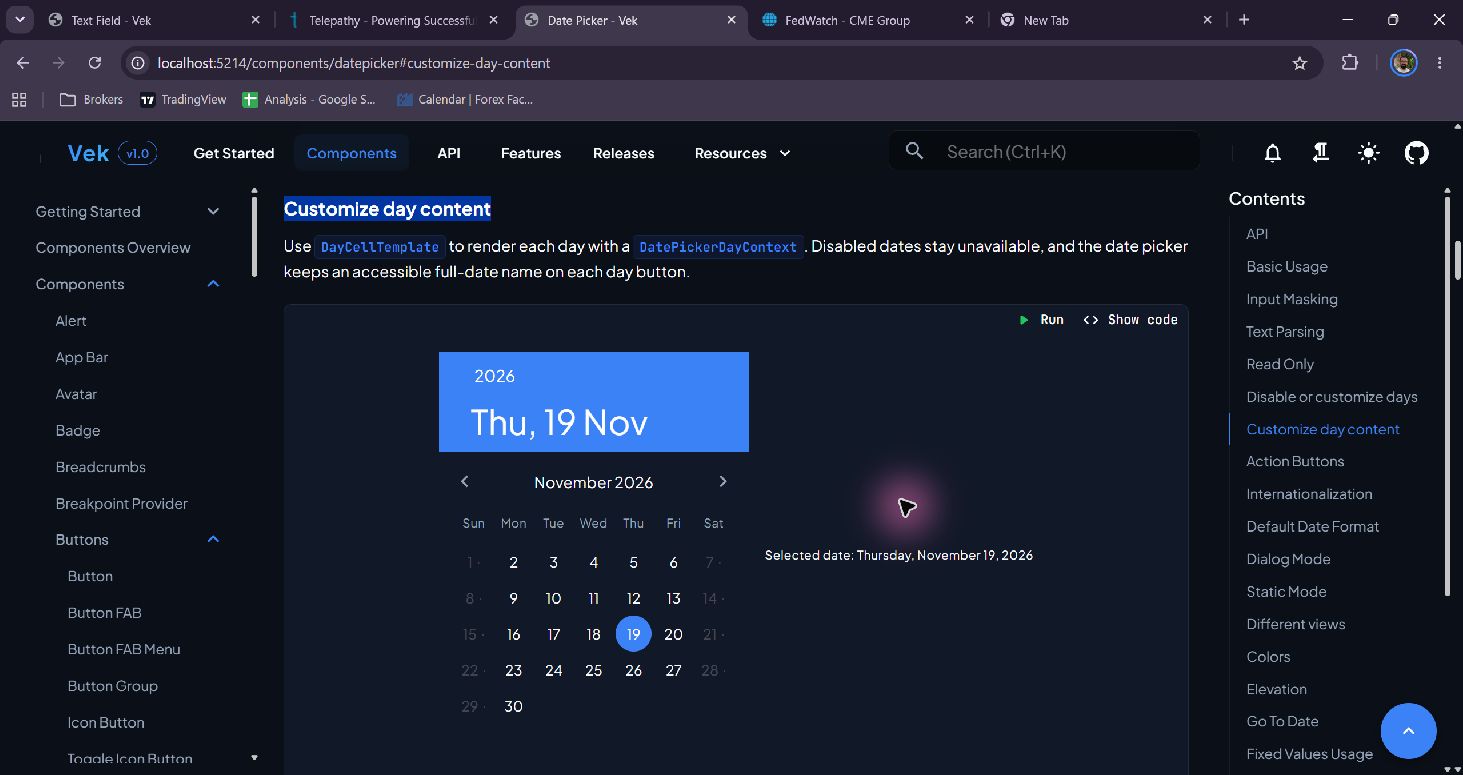 Text Field - Vek
Telepathy - Powering Successfu
Date Picker - Vek
FedWatch - CME Group
New Tab
localhost:5214/components/datepicker#customize-day-content
Brokers
TradingView
Analysis - Google S...
Calendar | Forex Fac...
Vek
v1.0
Get Started
Components
API
Features
Releases
Resources
Search (Ctrl+K)
Getting Started
Components Overview
Components
Alert
App Bar
Avatar
Badge
Breadcrumbs
Breakpoint Provider
Buttons
Button
Button FAB
Button FAB Menu
Button Group
Icon Button
Toggle Icon Button
Customize day content
Use DayCellTemplate to render each day with a DatePickerDayContext. Disabled dates stay unavailable, and the date picker
keeps an accessible full-date name on each day button.
Run
Show code
2026
Thu, 19 Nov
November 2026
Sun Mon Tue Wed Thu Fri Sat
1 · 2 3 4 5 6 7 ·
8 · 9 10 11 12 13 14 ·
15 · 16 17 18 19 20 21 ·
22 · 23 24 25 26 27 28 ·
29 · 30
Selected date: Thursday, November 19, 2026
Contents
API
Basic Usage
Input Masking
Text Parsing
Read Only
Disable or customize days
Customize day content
Action Buttons
Internationalization
Default Date Format
Dialog Mode
Static Mode
Different views
Colors
Elevation
Go To Date
Fixed Values Usage